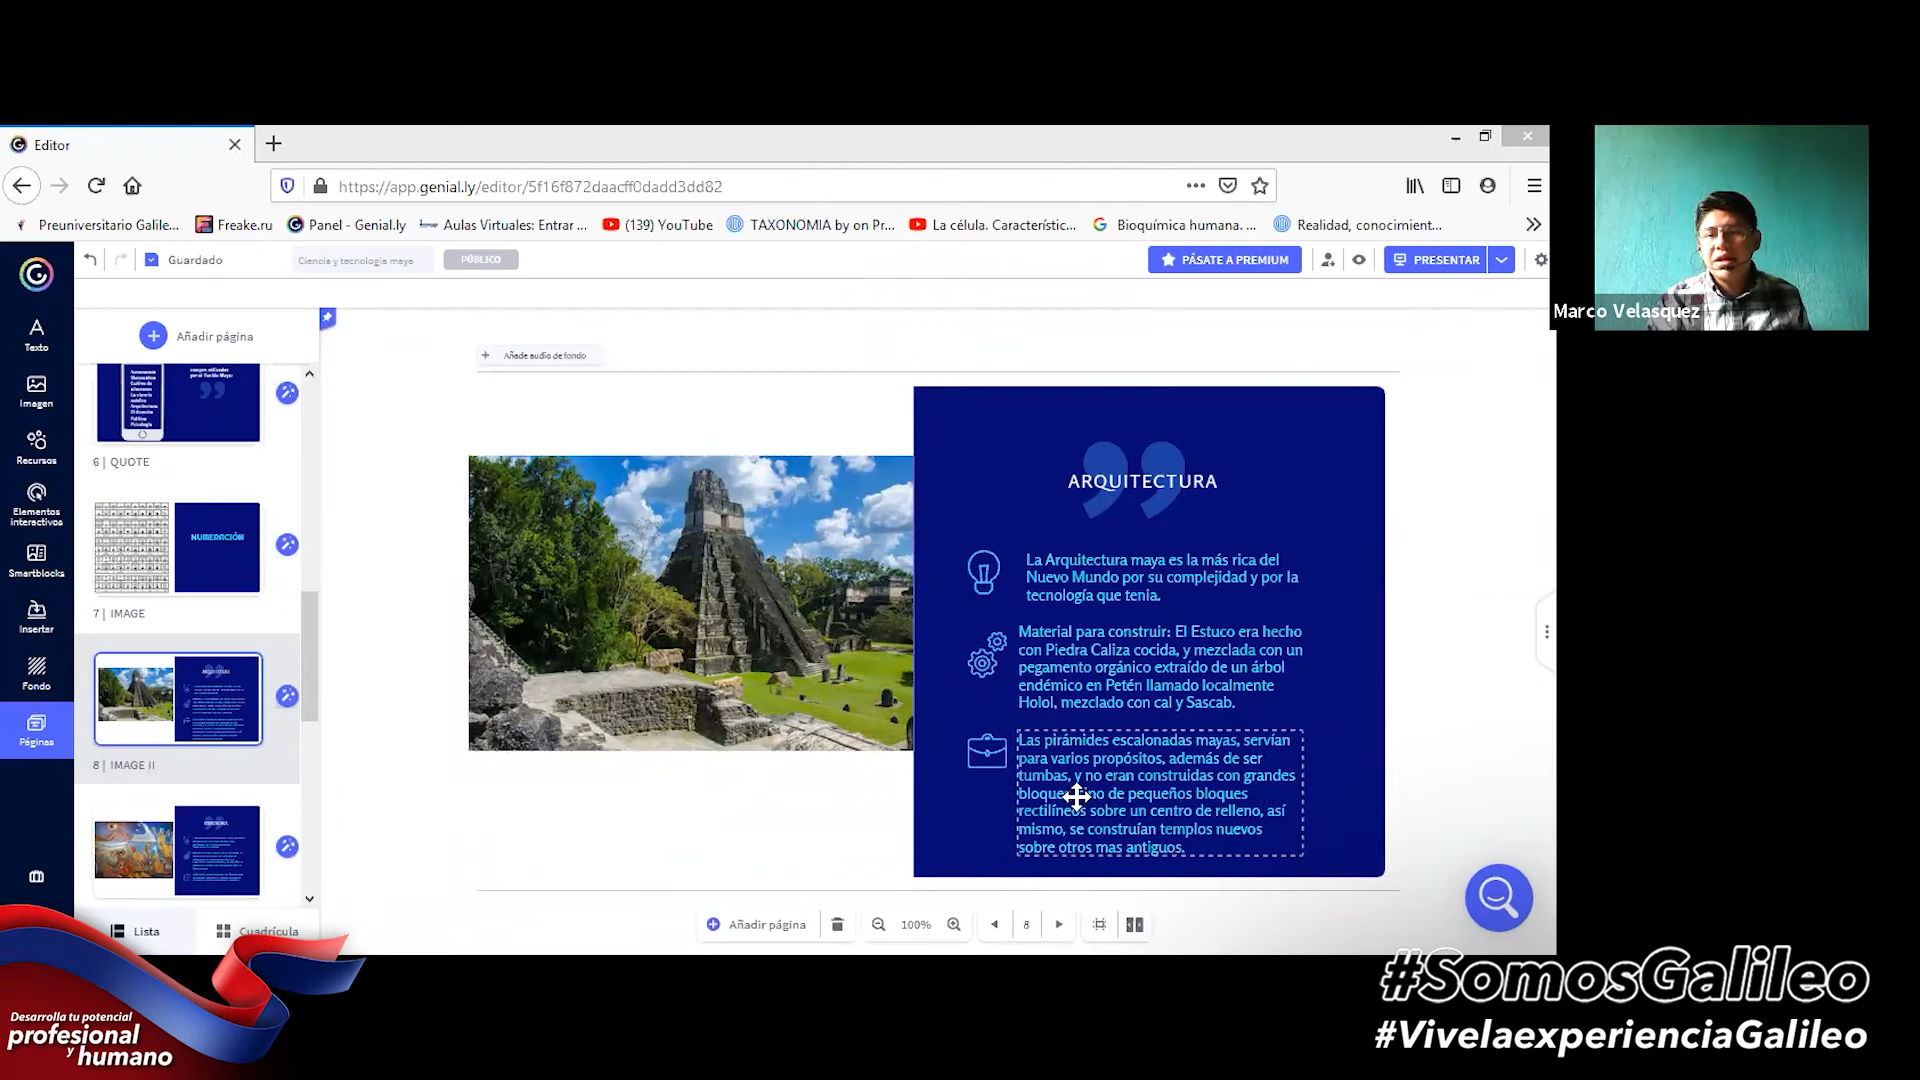 Editor
https://app.genial.ly/editor/5f16f872daacff0dadd3dd82
Preuniversitario Galile...
Freake.ru
Panel - Genial.ly
Aulas Virtuales: Entrar ...
(139) YouTube
TAXONOMIA by on Pr...
La célula. Característic...
Bioquímica humana. ...
Realidad, conocimient...
Guardado
Ciencia y tecnologia maya
PÚBLICO
PÁSATE A PREMIUM
PRESENTAR
Marco Velasquez
Texto
Imagen
Recursos
Elementos
interactivos
Smartblocks
Insertar
Fondo
Páginas
Añadir página
6 | QUOTE
NUMERACIÓN
7 | IMAGE
8 | IMAGE II
Lista
Cuadrícula
Añade audio de fondo
ARQUITECTURA
La Arquitectura maya es la más rica del
Nuevo Mundo por su complejidad y por la
tecnología que tenia.
Material para construir: El Estuco era hecho
con Piedra Caliza cocida, y mezclada con un
pegamento orgánico extraído de un árbol
endémico en Petén llamado localmente
Holol, mezclado con cal y Sascab.
Las pirámides escalonadas mayas, servían
para varios propósitos, además de ser
tumbas, y no eran construidas con grandes
de pequeños bloques
rectilíneos sobre un centro de relleno, así
mismo, se construían templos nuevos
sobre otros mas antiguos.
Añadir página
100%
8
Desarrolla tu potencial
profesional
y humano
#SomosGalileo
#VivelaexperienciaGalileo